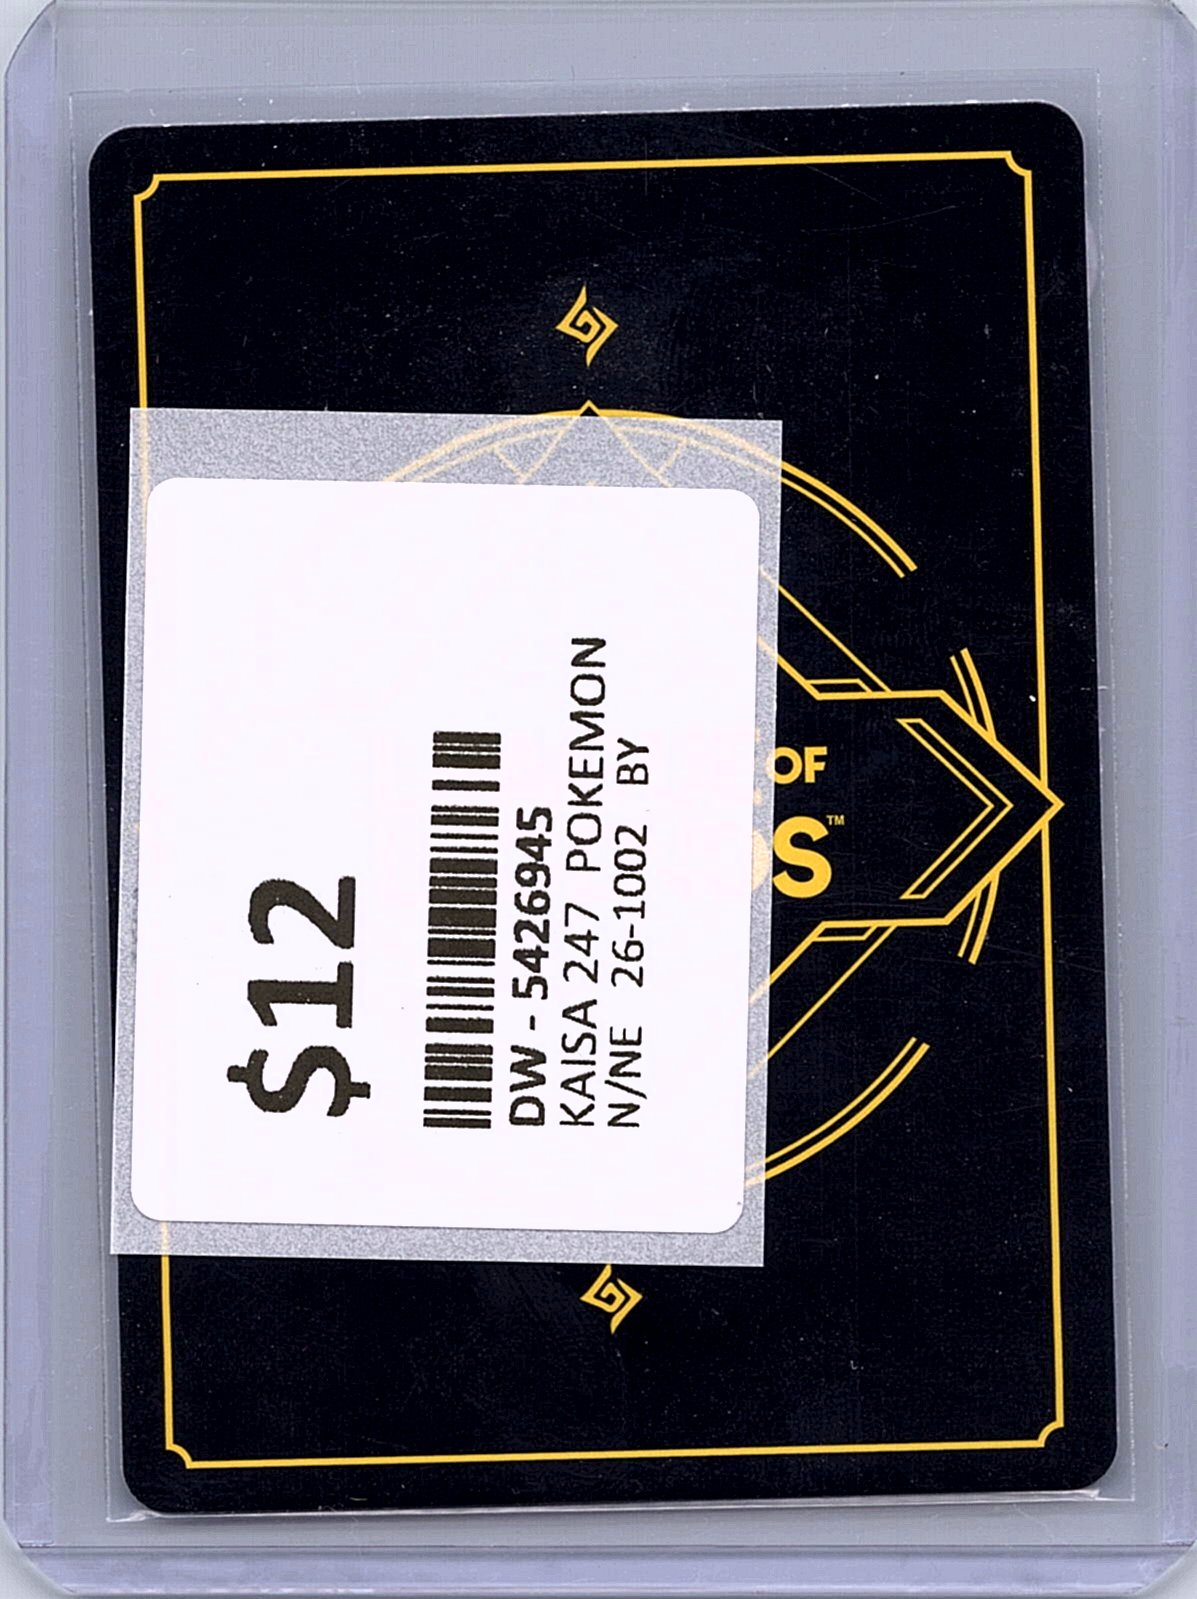 $12
DW - 5426945
KAISA 247 POKEMON
N/NE 26-1002 BY
OF
S™